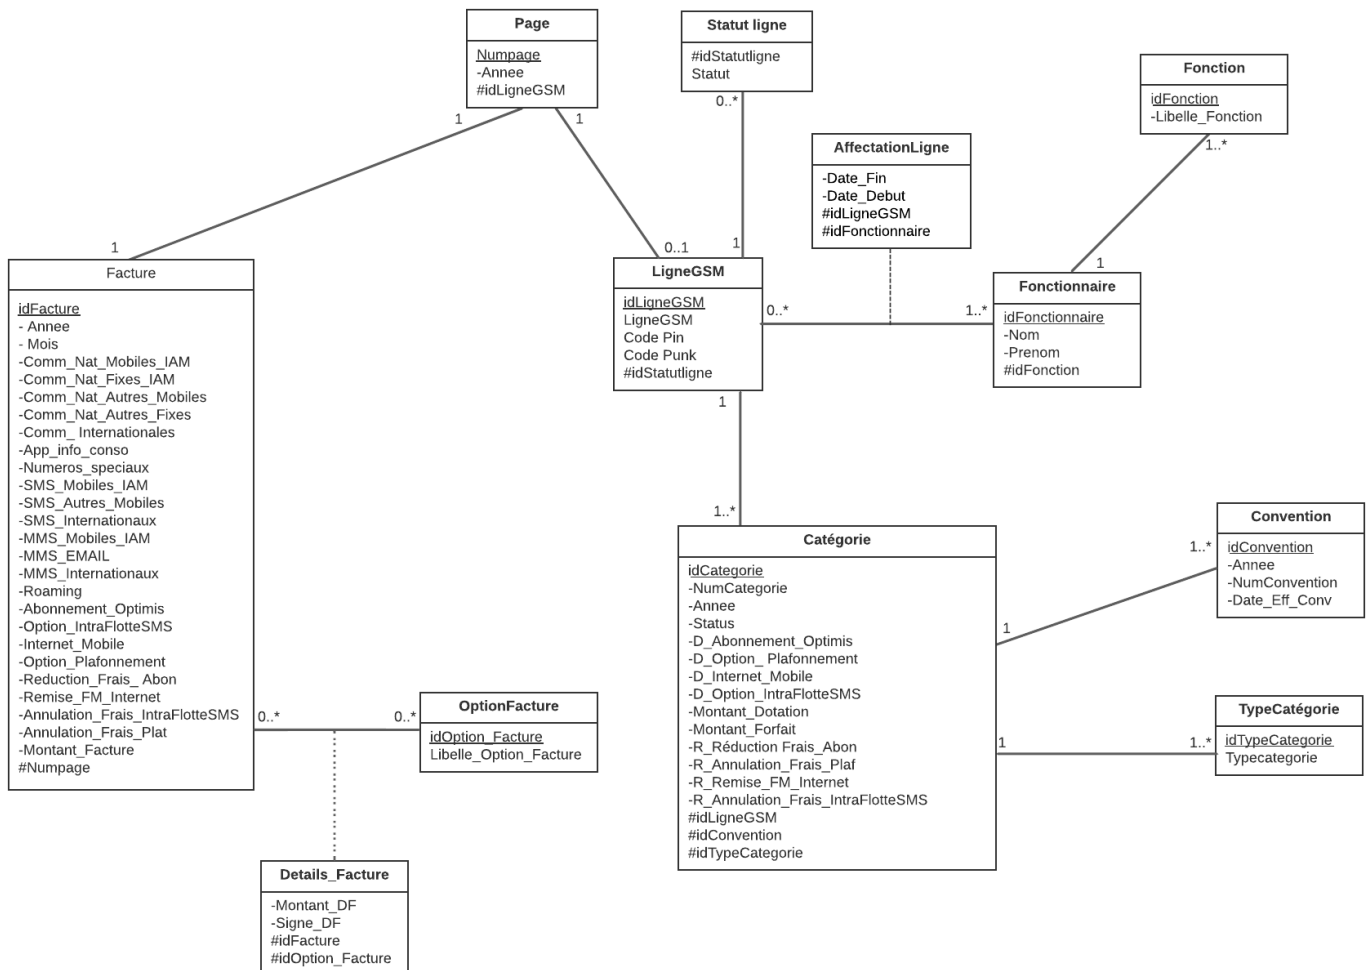 Page
Numpage
-Annee
#idLigneGSM
1
1
Statut ligne
#idStatutligne
Statut
0..*
1
Fonction
idFonction
-Libelle_Fonction
1..*
1
AffectationLigne
-Date_Fin
-Date_Debut
#idLigneGSM
#idFonctionnaire
1
0..1
Facture
idFacture
- Annee
- Mois
-Comm_Nat_Mobiles_IAM
-Comm_Nat_Fixes_IAM
-Comm_Nat_Autres_Mobiles
-Comm_Nat_Autres_Fixes
-Comm_ Internationales
-App_info_conso
-Numeros_speciaux
-SMS_Mobiles_IAM
-SMS_Autres_Mobiles
-SMS_Internationaux
-MMS_Mobiles_IAM
-MMS_EMAIL
-MMS_Internationaux
-Roaming
-Abonnement_Optimis
-Option_IntraFlotteSMS
-Internet_Mobile
-Option_Plafonnement
-Reduction_Frais_ Abon
-Remise_FM_Internet
-Annulation_Frais_IntraFlotteSMS
-Annulation_Frais_Plat
-Montant_Facture
#Numpage
LigneGSM
idLigneGSM
LigneGSM
Code Pin
Code Punk
#idStatutligne
0..*
1..*
Fonctionnaire
idFonctionnaire
-Nom
-Prenom
#idFonction
1
1..*
Catégorie
idCategorie
-NumCategorie
-Annee
-Status
-D_Abonnement_Optimis
-D_Option_ Plafonnement
-D_Internet_Mobile
-D_Option_IntraFlotteSMS
-Montant_Dotation
-Montant_Forfait
-R_Réduction Frais_Abon
-R_Annulation_Frais_Plaf
-R_Remise_FM_Internet
-R_Annulation_Frais_IntraFlotteSMS
#idLigneGSM
#idConvention
#idTypeCategorie
1
1..*
Convention
idConvention
-Annee
-NumConvention
-Date_Eff_Conv
1
1..*
TypeCatégorie
idTypeCategorie
Typecategorie
0..*
0..*
OptionFacture
idOption_Facture
Libelle_Option_Facture
Details_Facture
-Montant_DF
-Signe_DF
#idFacture
#idOption_Facture